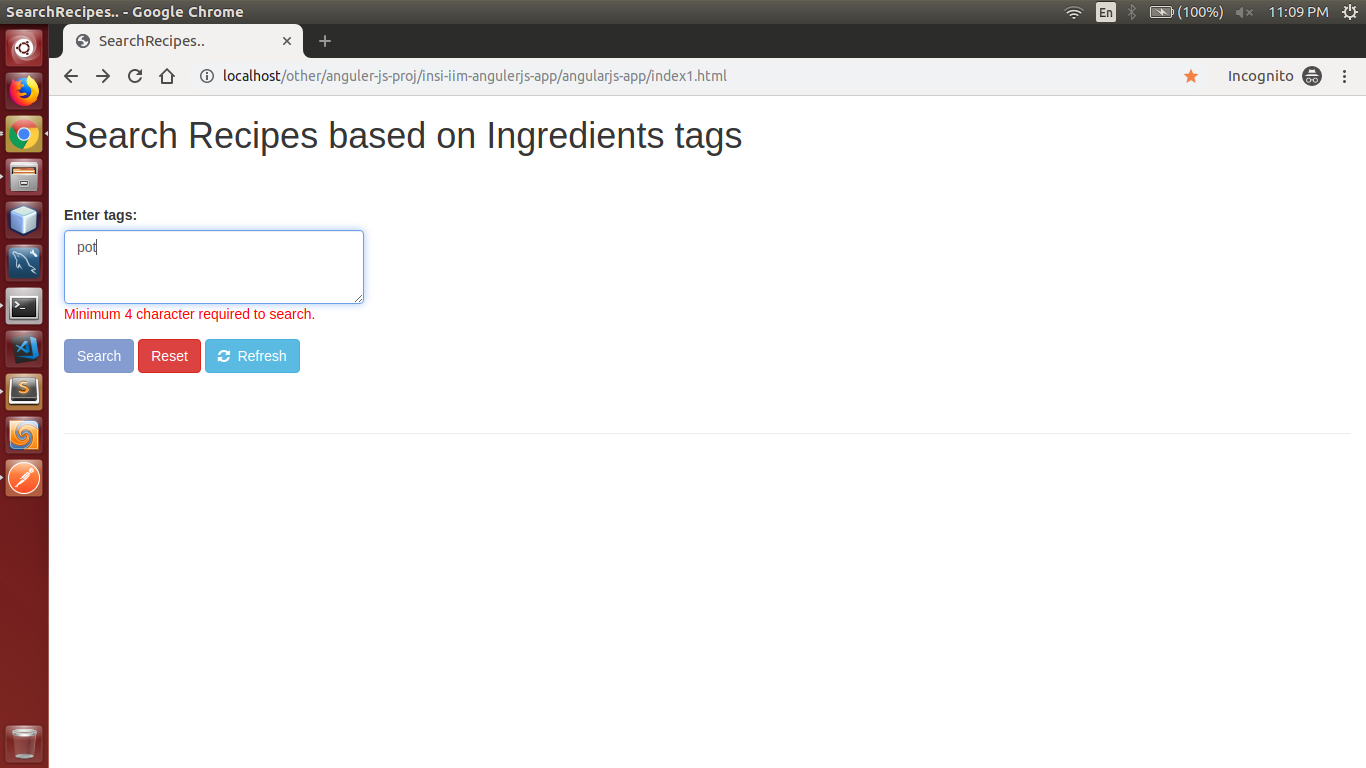 SearchRecipes.. - Google Chrome En (100%) 11:09 PM
SearchRecipes..
localhost/other/anguler-js-proj/insi-iim-angulerjs-app/angularjs-app/index1.html Incognito
Search Recipes based on Ingredients tags
Enter tags:
pot
Minimum 4 character required to search.
Search Reset Refresh